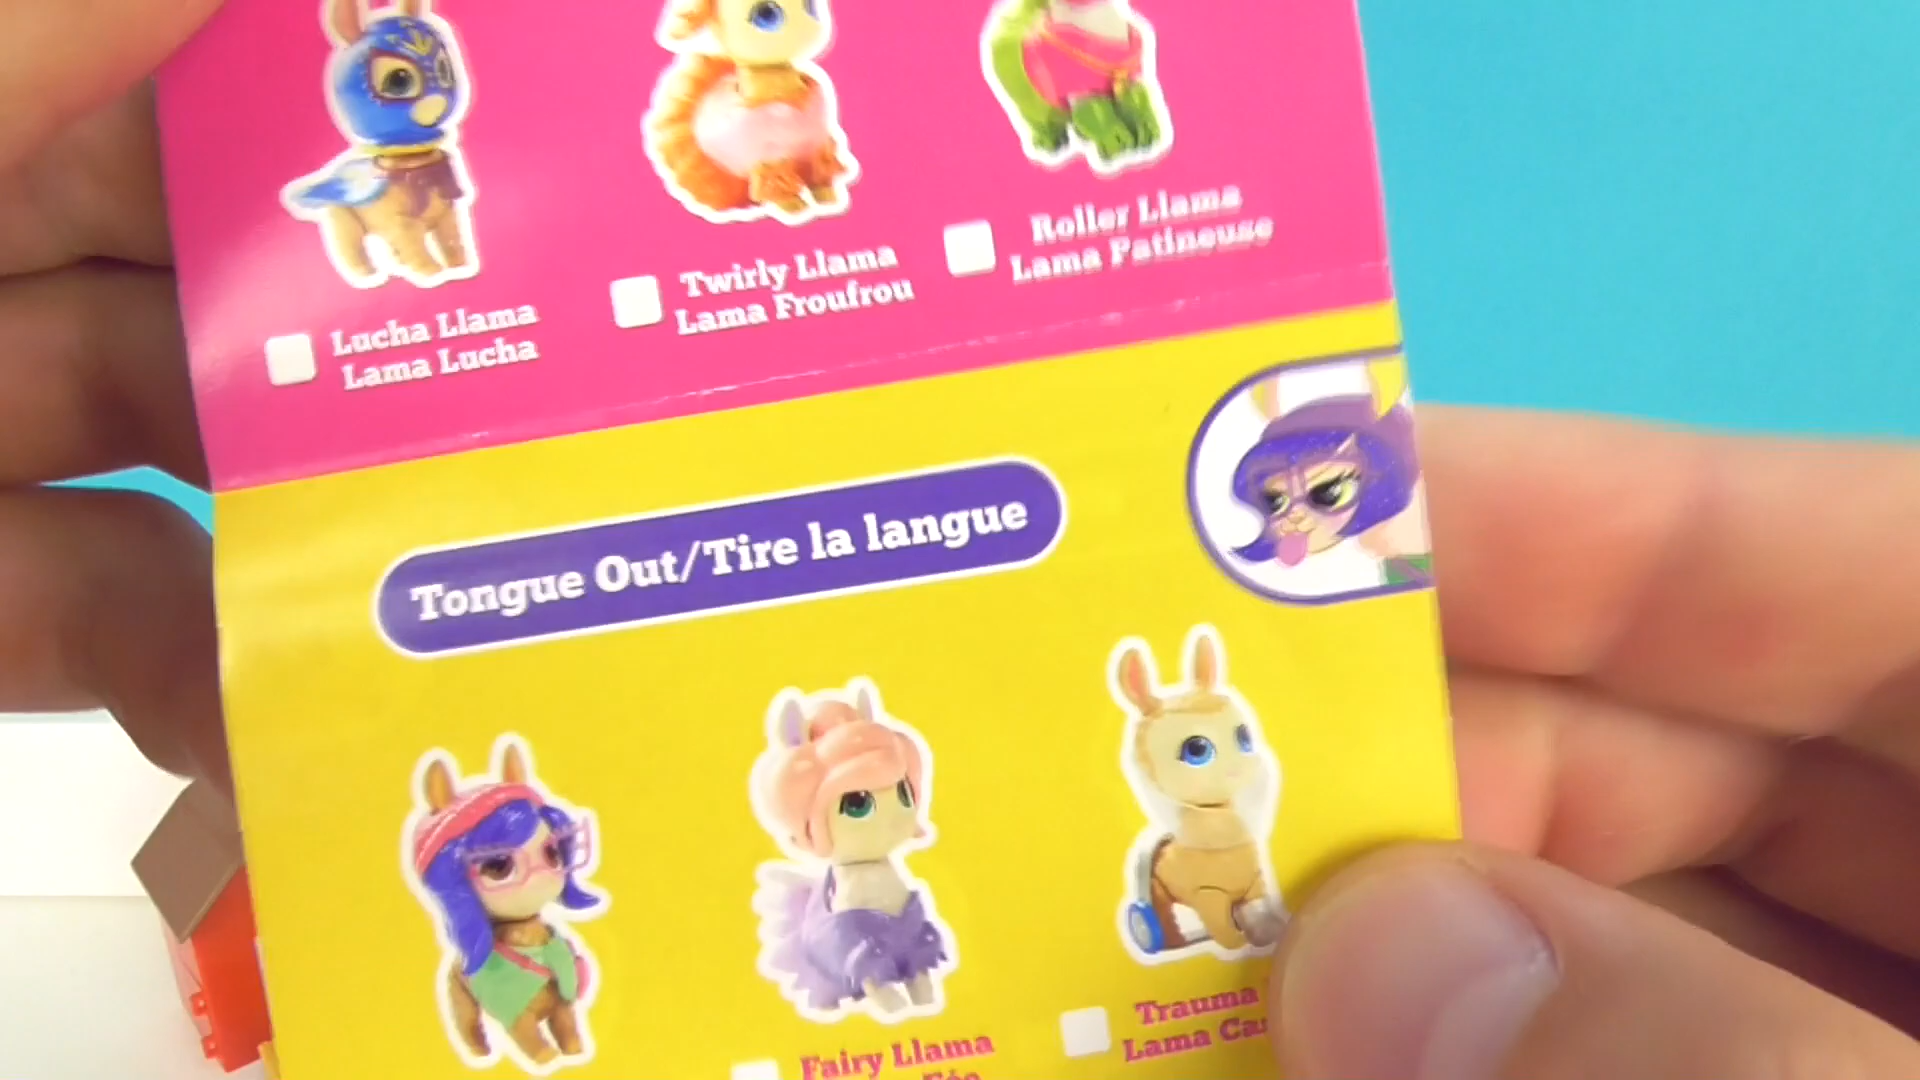 Lucha Llama
Lama Lucha
Twirly Llama
Lama Froufrou
Roller Llama
Lama Patineuse
Tongue Out/Tire la langue
Fairy Llama
Trauma
Lama